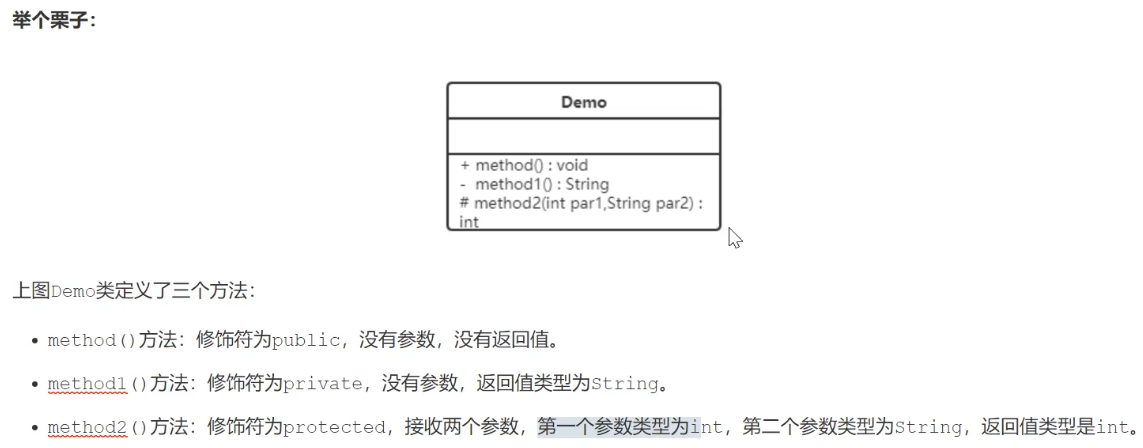 举个栗子：
Demo
+ method() : void
- method1() : String
# method2(int par1,String par2) :
int
上图Demo类定义了三个方法：
• method()方法：修饰符为public，没有参数，没有返回值。
• method1()方法：修饰符为private，没有参数，返回值类型为String。
• method2()方法：修饰符为protected，接收两个参数，第一个参数类型为int，第二个参数类型为String，返回值类型是int。